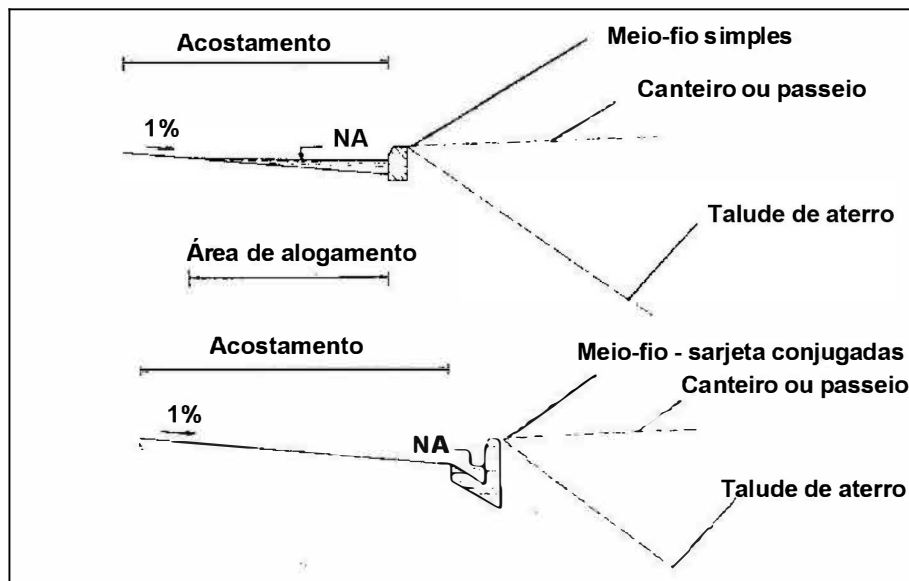 Acostamento
Meio-fio simples
Canteiro ou passeio
1%
NA
Talude de aterro
Área de alogamento
Acostamento
Meio-fio - sarjeta conjugadas
Canteiro ou passeio
1%
NA
Talude de aterro